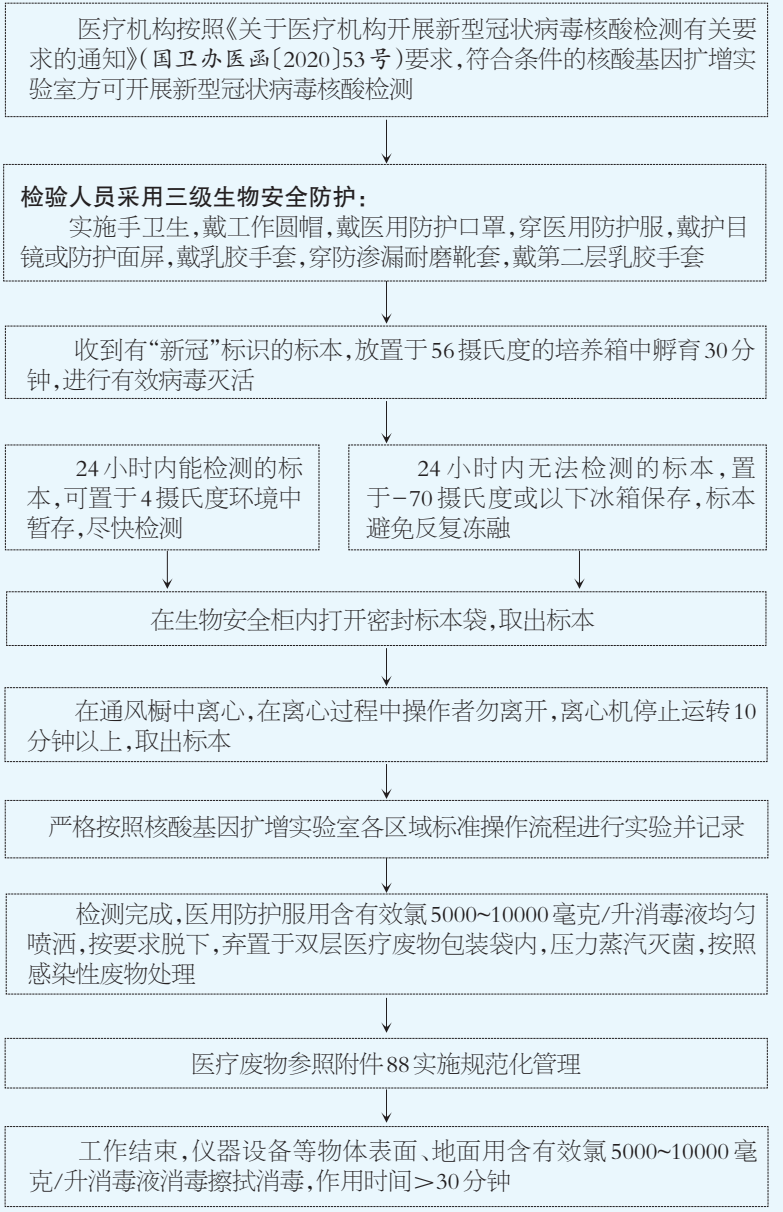 医疗机构按照《关于医疗机构开展新型冠状病毒核酸检测有关要
求的通知》(国卫办医函〔2020〕53号)要求,符合条件的核酸基因扩增实
验室方可开展新型冠状病毒核酸检测
检验人员采用三级生物安全防护:
实施手卫生,戴工作圆帽,戴医用防护口罩,穿医用防护服,戴护目
镜或防护面屏,戴乳胶手套,穿防渗漏耐磨靴套,戴第二层乳胶手套
收到有“新冠”标识的标本,放置于56摄氏度的培养箱中孵育30分
钟,进行有效病毒灭活
24小时内能检测的标
本,可置于4摄氏度环境中
暂存,尽快检测
24小时内无法检测的标本,置
于-70摄氏度或以下冰箱保存,标本
避免反复冻融
在生物安全柜内打开密封标本袋,取出标本
在通风橱中离心,在离心过程中操作者勿离开,离心机停止运转10
分钟以上,取出标本
严格按照核酸基因扩增实验室各区域标准操作流程进行实验并记录
检测完成,医用防护服用含有效氯5000~10000毫克/升消毒液均匀
喷洒,按要求脱下,弃置于双层医疗废物包装袋内,压力蒸汽灭菌,按照
感染性废物处理
医疗废物参照附件88实施规范化管理
工作结束,仪器设备等物体表面、地面用含有效氯5000~10000毫
克/升消毒液消毒擦拭消毒,作用时间>30分钟